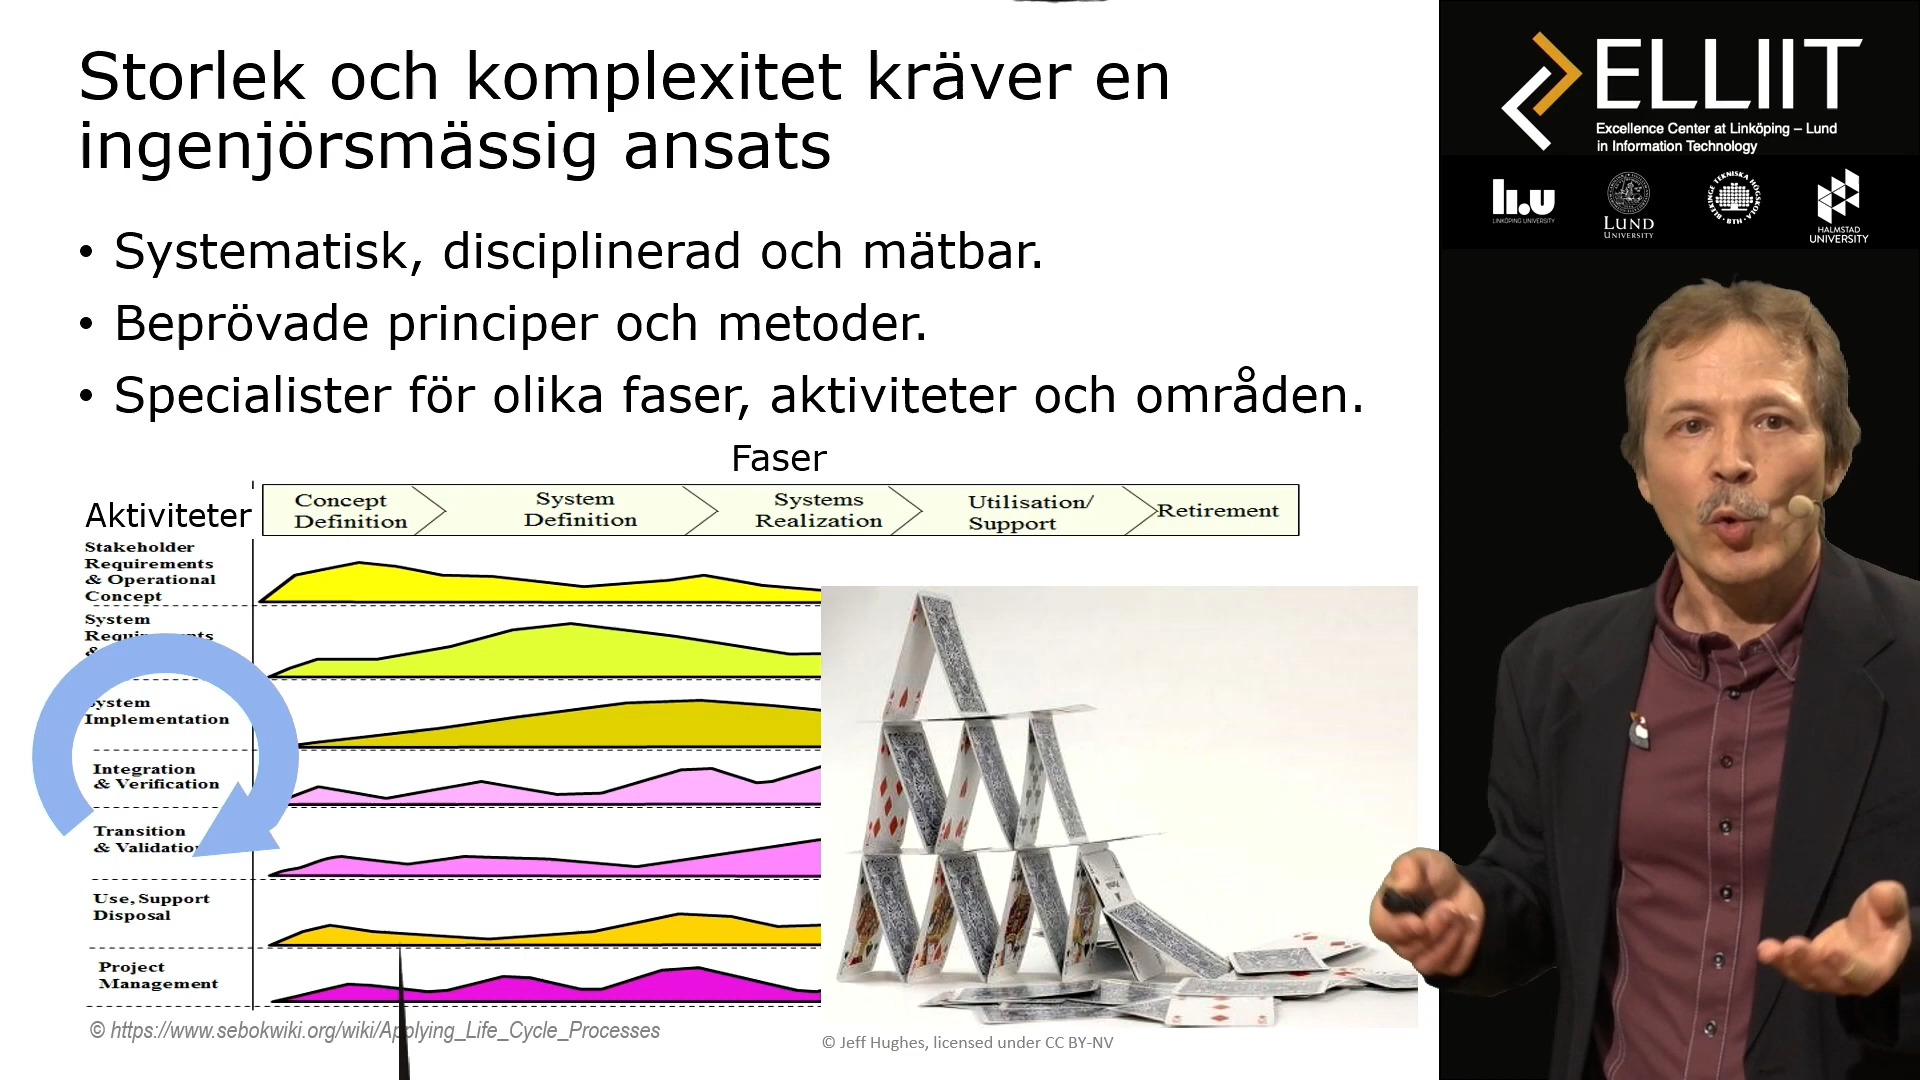 Storlek och komplexitet kräver en
ingenjörsmässig ansats
• Systematisk, disciplinerad och mätbar.
• Beprövade principer och metoder.
• Specialister för olika faser, aktiviteter och områden.
Faser
Aktiviteter
Concept
Definition
System
Definition
Systems
Realization
Utilisation/
Support
Retirement
Stakeholder
Requirements
& Operational
Concept
System
System
Implementation
Integration
& Verification
Transition
& Validation
Use, Support
Disposal
Project
Management
© https://www.sebokwiki.org/wiki/Applying_Life_Cycle_Processes
© Jeff Hughes, licensed under CC BY-NV
ELLIIT
Excellence Center at Linköping – Lund
in Information Technology
li.u
LINKÖPING UNIVERSITY
LUND
UNIVERSITY
BLEKINGE TEKNISKA HÖGSKOLA
BTH
HALMSTAD
UNIVERSITY